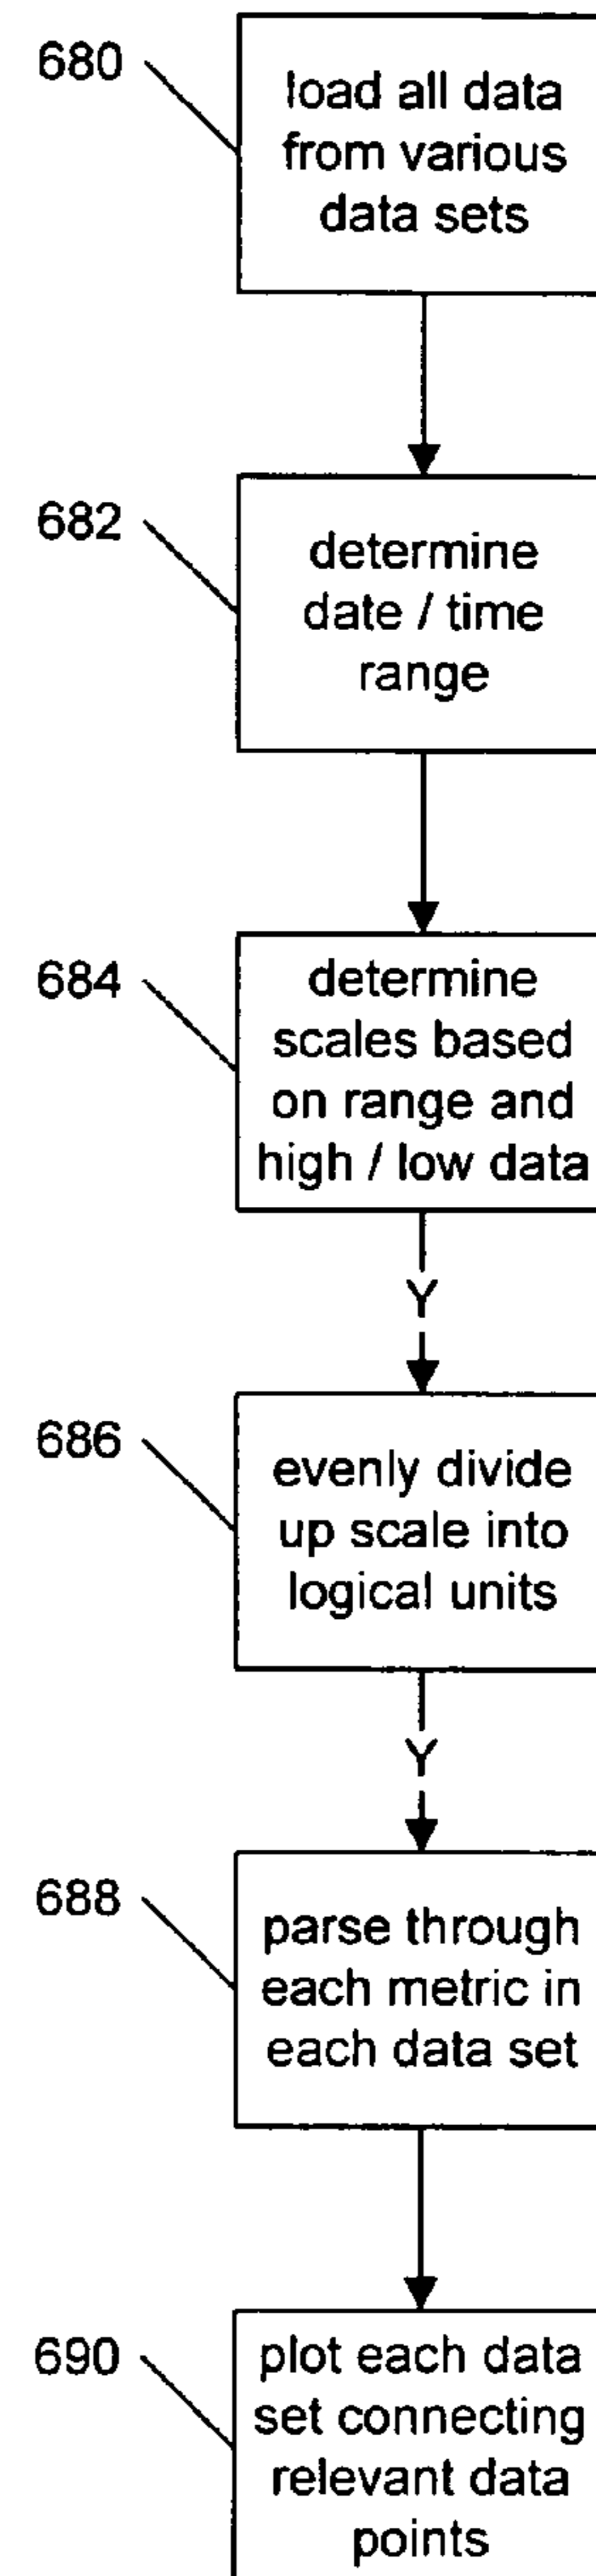 680
load all data
from various
data sets
682
determine
date / time
range
684
determine
scales based
on range and
high / low data
Y
686
evenly divide
up scale into
logical units
Y
688
parse through
each metric in
each data set
690
plot each data
set connecting
relevant data
points